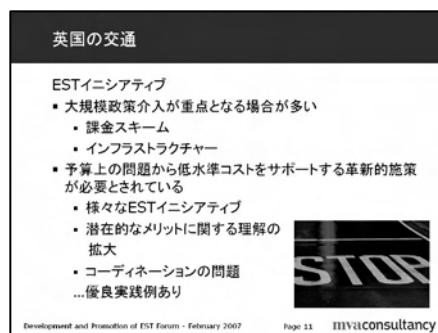 英国の交通
ESTイニシアティブ
▪ 大規模政策介入が重点となる場合が多い
▪ 課金スキーム
▪ インフラストラクチャー
▪ 予算上の問題から低水準コストをサポートする革新的施策
が必要とされている
▪ 様々なESTイニシアティブ
▪ 潜在的なメリットに関する理解の
拡大
▪ コーディネーションの問題
...優良実践例あり
STOP
Development and Promotion of EST Forum - February 2007
Page 11
mvaconsultancy